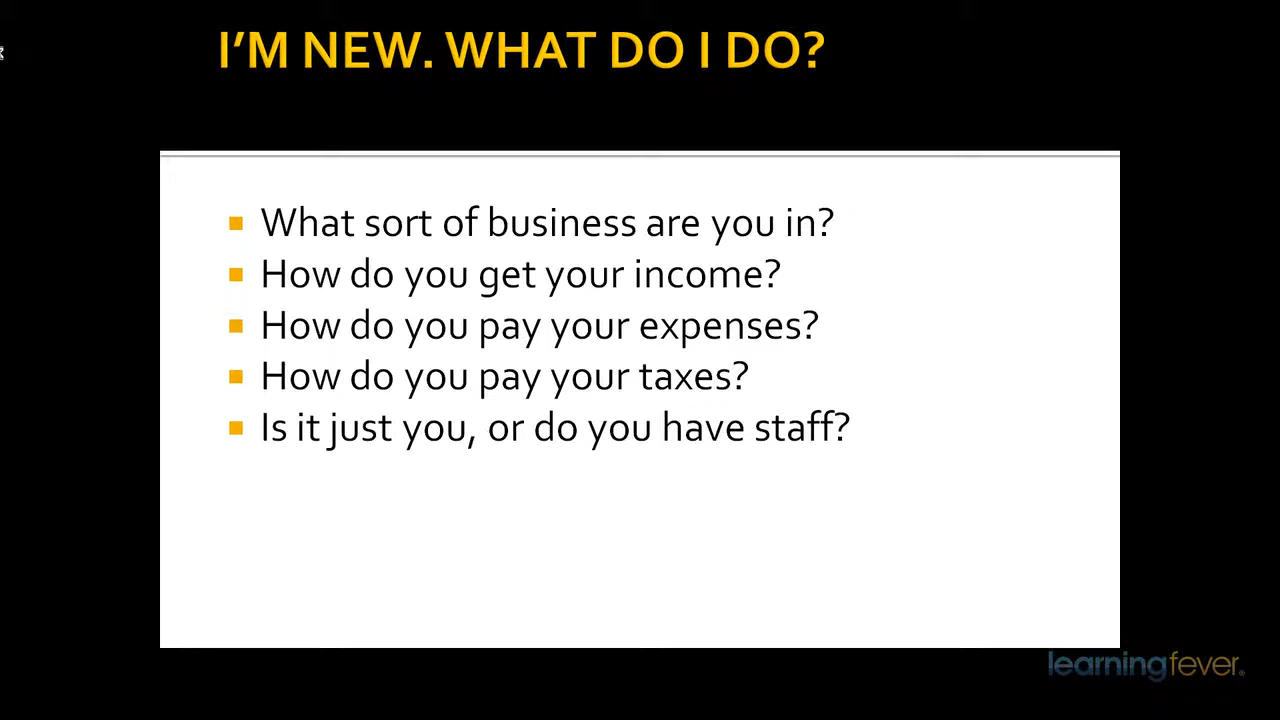 I'M NEW. WHAT DO I DO?
What sort of business are you in?
How do you get your income?
How do you pay your expenses?
How do you pay your taxes?
Is it just you, or do you have staff?
learningfever.